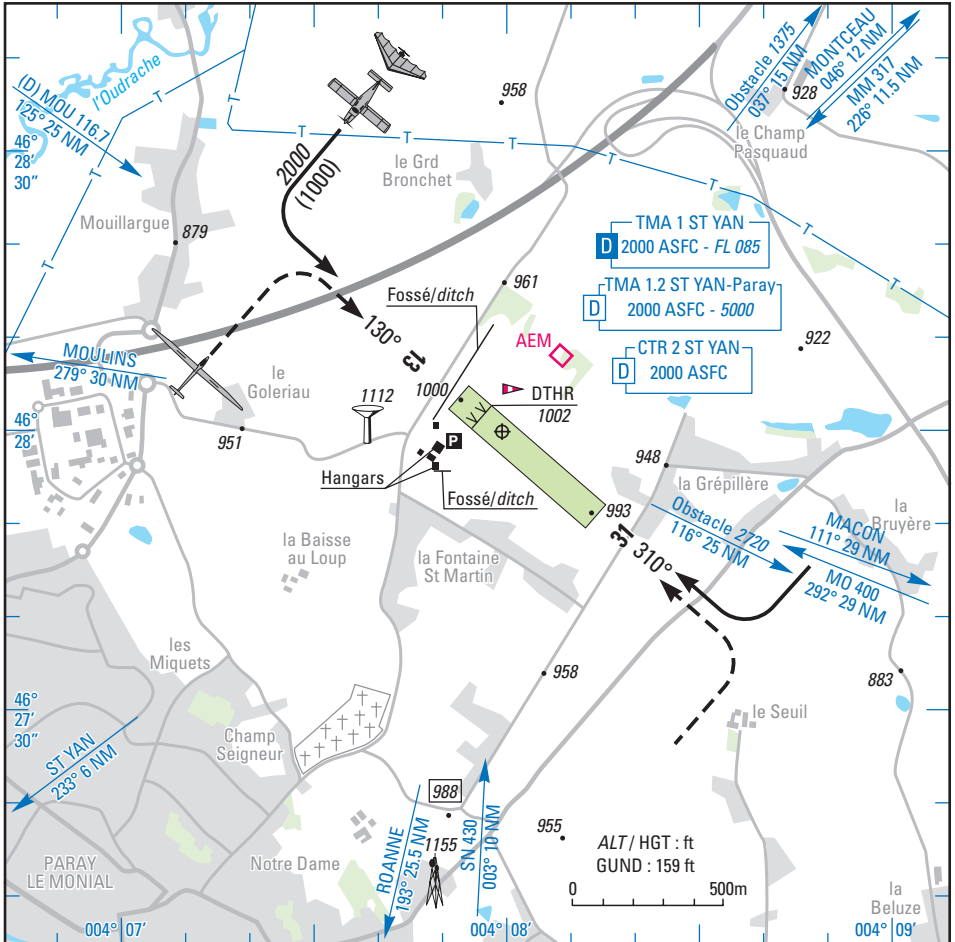 l'Oudrache
(D) MOU 116.7
125° 25 NM
46°
28'
30"
Mouillargue
879
2000
(1000)
958
le Grd
Bronchet
T
T
T
T
T
T
T
T
T
Obstacle 1375
037° 15 NM
MONTCEAU
046° 12 NM
MM 317
226° 11.5 NM
928
le Champ
Pasquaud
TMA 1 ST YAN
D
2000 ASFC - FL 085
TMA 1.2 ST YAN-Paray
D
2000 ASFC - 5000
CTR 2 ST YAN
D
2000 ASFC
961
Fossé/ditch
130°
13
AEM
922
MOULINS
279° 30 NM
le
Goleriau
951
1112
1000
DTHR
1002
46°
28'
P
Hangars
Fossé/ditch
948
la Grépillère
993
31
310°
Obstacle 2720
116° 25 NM
la
Bruyère
MACON
111° 29 NM
MO 400
292° 29 NM
la Baisse
au Loup
la Fontaine
St Martin
les
Miquets
958
883
46°
27'
30"
ST YAN
233° 6 NM
Champ
Seigneur
le Seuil
988
1155
955
ROANNE
193° 25.5 NM
SN 430
003° 10 NM
Notre Dame
PARAY
LE MONIAL
ALT / HGT : ft
GUND : 159 ft
0
500m
la
Beluze
004° 07'
004° 08'
004° 09'